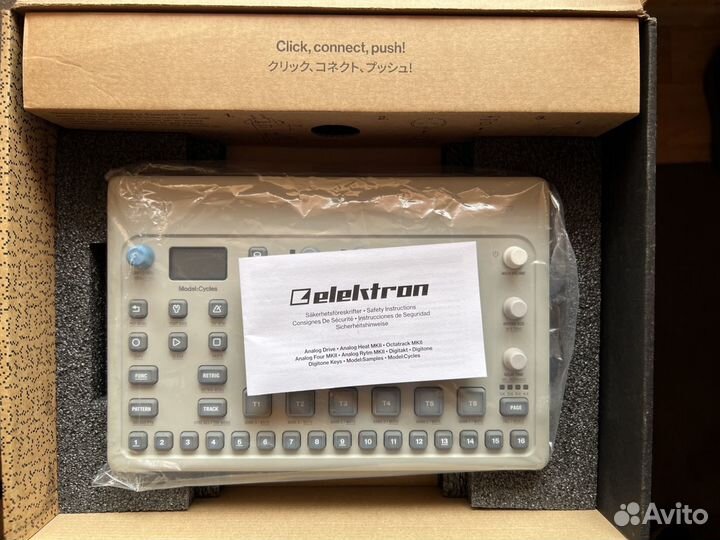 Click, connect, push!
クリック、コネクト、プッシュ!
1.
2.
Model:Cycles
elektron
Säkerhetsföreskrifter • Safety Instructions
Consignes De Sécurité • Instrucciones de Seguridad
Sicherheitshinweise
Analog Drive • Analog Heat MKII • Octatrack MKII
Analog Four MKII • Analog Rytm MKII • Digitakt • Digitone
Digitone Keys • Model:Samples • Model:Cycles
FUNC
RETRIG
PATTERN
TRACK
T1 T2 T3 T4 T5 T6
PAGE
1 2 3 4 5 6 7 8 9 10 11 12 13 14 15 16
Avito